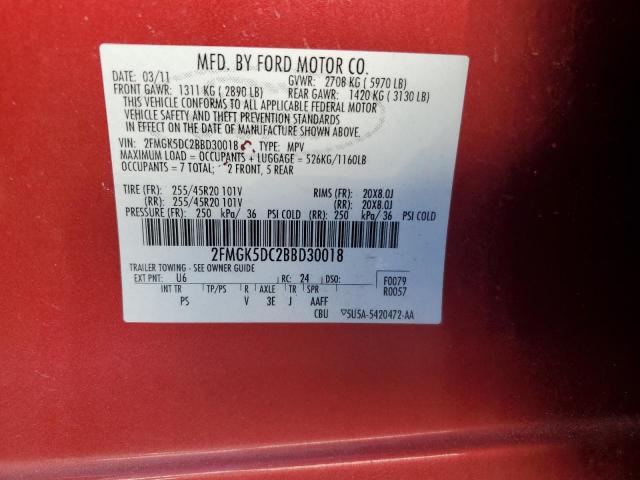 MFD. BY FORD MOTOR CO.
DATE: 03/11 GVWR: 2708 KG ( 5970 LB)
FRONT GAWR: 1311 KG ( 2890 LB) REAR GAWR: 1420 KG ( 3130 LB)
THIS VEHICLE CONFORMS TO ALL APPLICABLE FEDERAL MOTOR
VEHICLE SAFETY AND THEFT PREVENTION STANDARDS
IN EFFECT ON THE DATE OF MANUFACTURE SHOWN ABOVE.
VIN: 2FMGK5DC2BBD30018 TYPE: MPV
MAXIMUM LOAD = OCCUPANTS + LUGGAGE = 526KG/1160LB
OCCUPANTS = 7 TOTAL; 2 FRONT, 5 REAR
TIRE (FR): 255/45R20 101V RIMS (FR): 20X8.0J
(RR): 255/45R20 101V (RR): 20X8.0J
PRESSURE (FR): 250 kPa/ 36 PSI COLD (RR): 250 kPa/ 36 PSI COLD
2FMGK5DC2BBD30018
TRAILER TOWING - SEE OWNER GUIDE
EXT PNT: U6 RC: 24 DSO: F0079
R0057
INT TR TP/PS R AXLE TR SPR
PS V 3E J AAFF
CBU ▽5U5A-5420472-AA